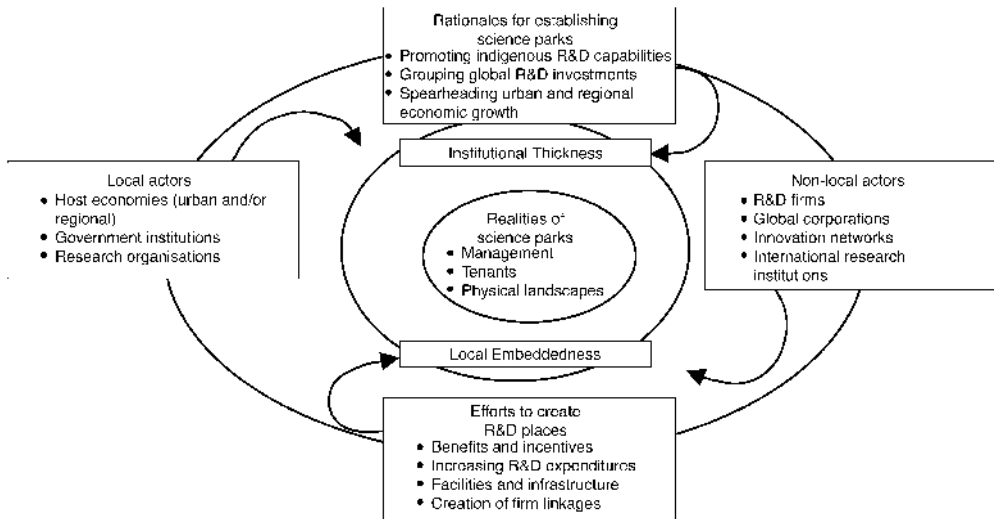 Rationales for establishing
science parks
• Promoting indigenous R&D capabilities
• Grouping global R&D investments
• Spearheading urban and regional
economic growth
Institutional Thickness
Local actors
• Host economies (urban and/or
regional)
• Government institutions
• Research organisations
Realities of
science parks
• Management
• Tenants
• Physical landscapes
Non-local actors
• R&D firms
• Global corporations
• Innovation networks
• International research
institutions
Local Embeddedness
Efforts to create
R&D places
• Benefits and incentives
• Increasing R&D expenditures
• Facilities and infrastructure
• Creation of firm linkages